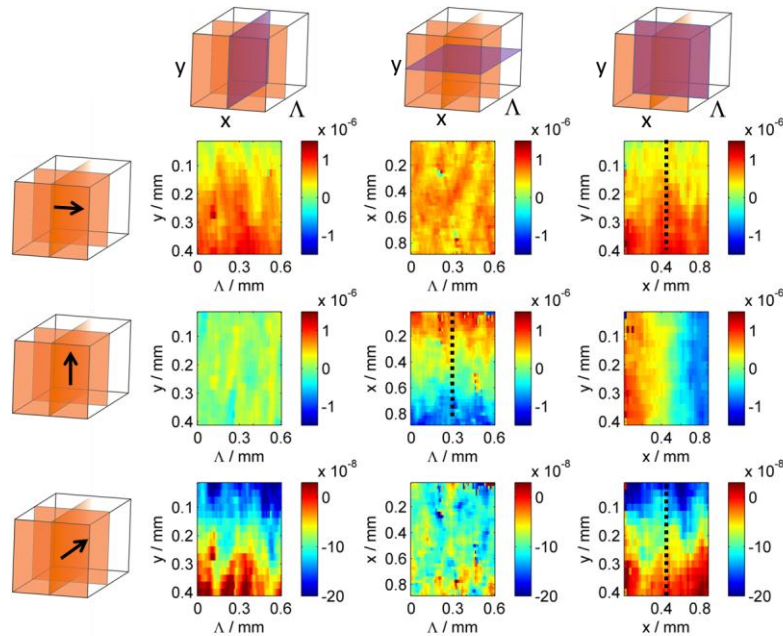 y x Λ y x Λ y x Λ
x 10⁻⁶ x 10⁻⁶ x 10⁻⁶
y / mm 0.1 0.2 0.3 0.4 0 0.3 0.6 Λ / mm 1 0 -1
x / mm 0.2 0.4 0.6 0.8 0 0.3 0.6 Λ / mm 1 0 -1
y / mm 0.1 0.2 0.3 0.4 0.4 0.8 x / mm 1 0 -1
x 10⁻⁶ x 10⁻⁶ x 10⁻⁶
y / mm 0.1 0.2 0.3 0.4 0 0.3 0.6 Λ / mm 1 0 -1
x / mm 0.2 0.4 0.6 0.8 0 0.3 0.6 Λ / mm 1 0 -1
y / mm 0.1 0.2 0.3 0.4 0.4 0.8 x / mm 1 0 -1
x 10⁻⁸ x 10⁻⁸ x 10⁻⁸
y / mm 0.1 0.2 0.3 0.4 0 0.3 0.6 Λ / mm 0 -10 -20
x / mm 0.2 0.4 0.6 0.8 0 0.3 0.6 Λ / mm 0 -10 -20
y / mm 0.1 0.2 0.3 0.4 0.4 0.8 x / mm 0 -10 -20